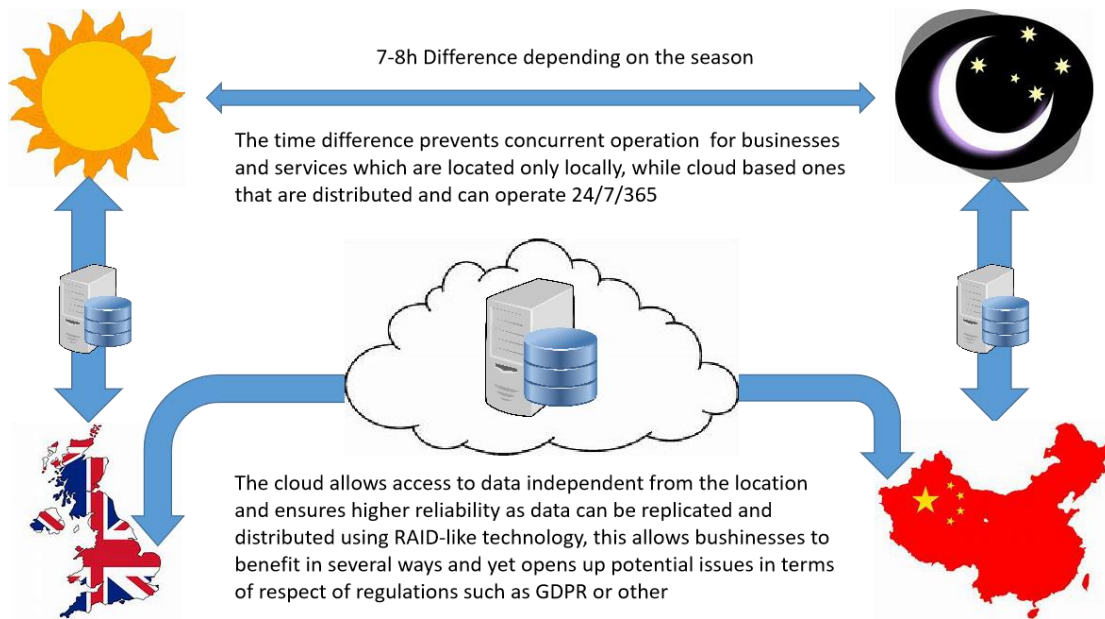 7-8h Difference depending on the season
The time difference prevents concurrent operation  for businesses
and services which are located only locally, while cloud based ones
that are distributed and can operate 24/7/365
The cloud allows access to data independent from the location
and ensures higher reliability as data can be replicated and
distributed using RAID-like technology, this allows bushinesses to
benefit in several ways and yet opens up potential issues in terms
of respect of regulations such as GDPR or other